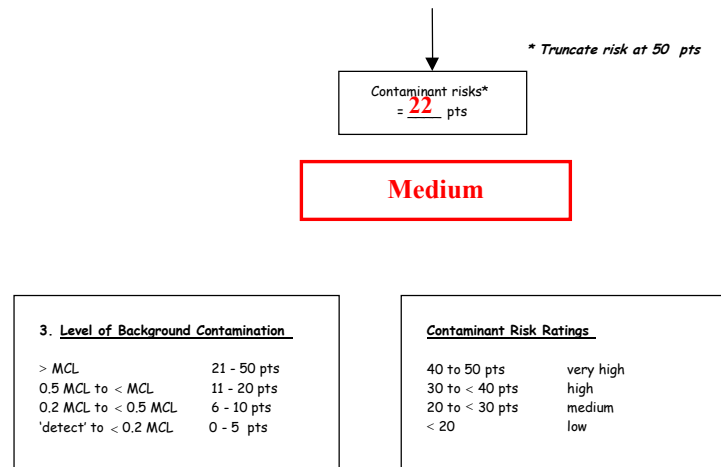 * Truncate risk at 50 pts
Contaminant risks*
= 22 pts
Medium
3. Level of Background Contamination
> MCL 21 - 50 pts
0.5 MCL to < MCL 11 - 20 pts
0.2 MCL to < 0.5 MCL 6 - 10 pts
'detect' to < 0.2 MCL 0 - 5 pts
Contaminant Risk Ratings
40 to 50 pts very high
30 to < 40 pts high
20 to < 30 pts medium
< 20 low